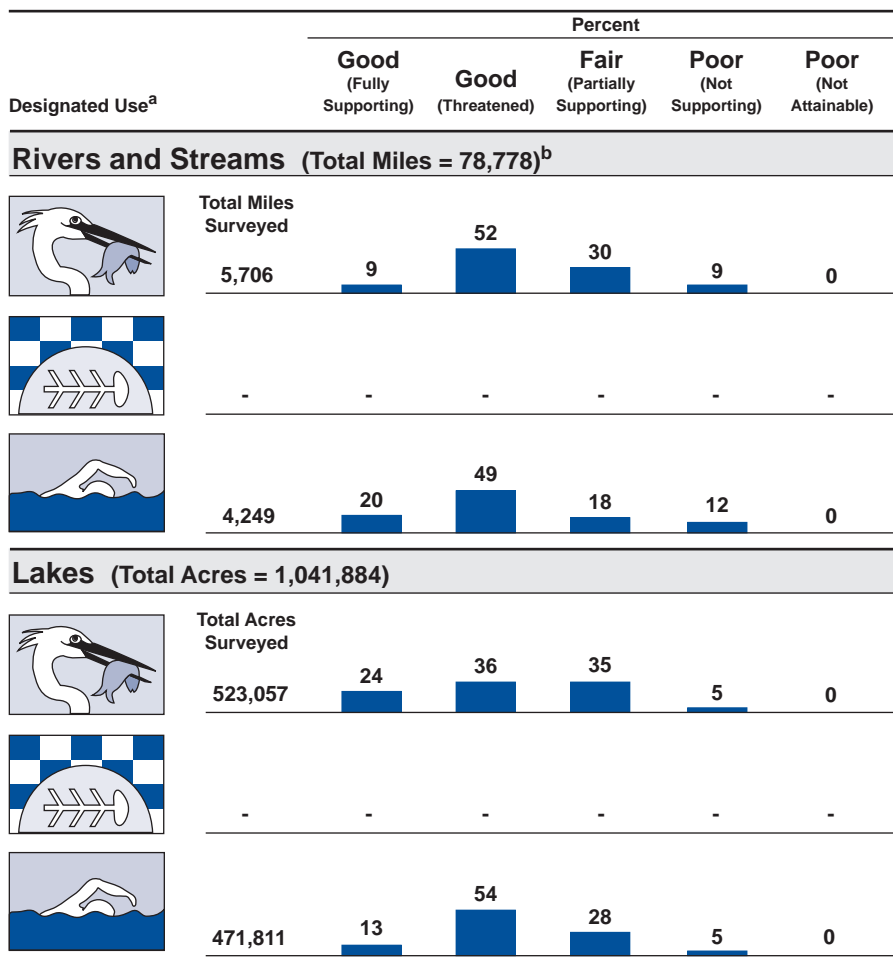 Percent
Designated Useᵃ
Good (Fully Supporting)
Good (Threatened)
Fair (Partially Supporting)
Poor (Not Supporting)
Poor (Not Attainable)
Rivers and Streams (Total Miles = 78,778)ᵇ
Total Miles
Surveyed
5,706 9 52 30 9 0
- - - - - -
4,249 20 49 18 12 0
Lakes (Total Acres = 1,041,884)
Total Acres
Surveyed
523,057 24 36 35 5 0
- - - - - -
471,811 13 54 28 5 0